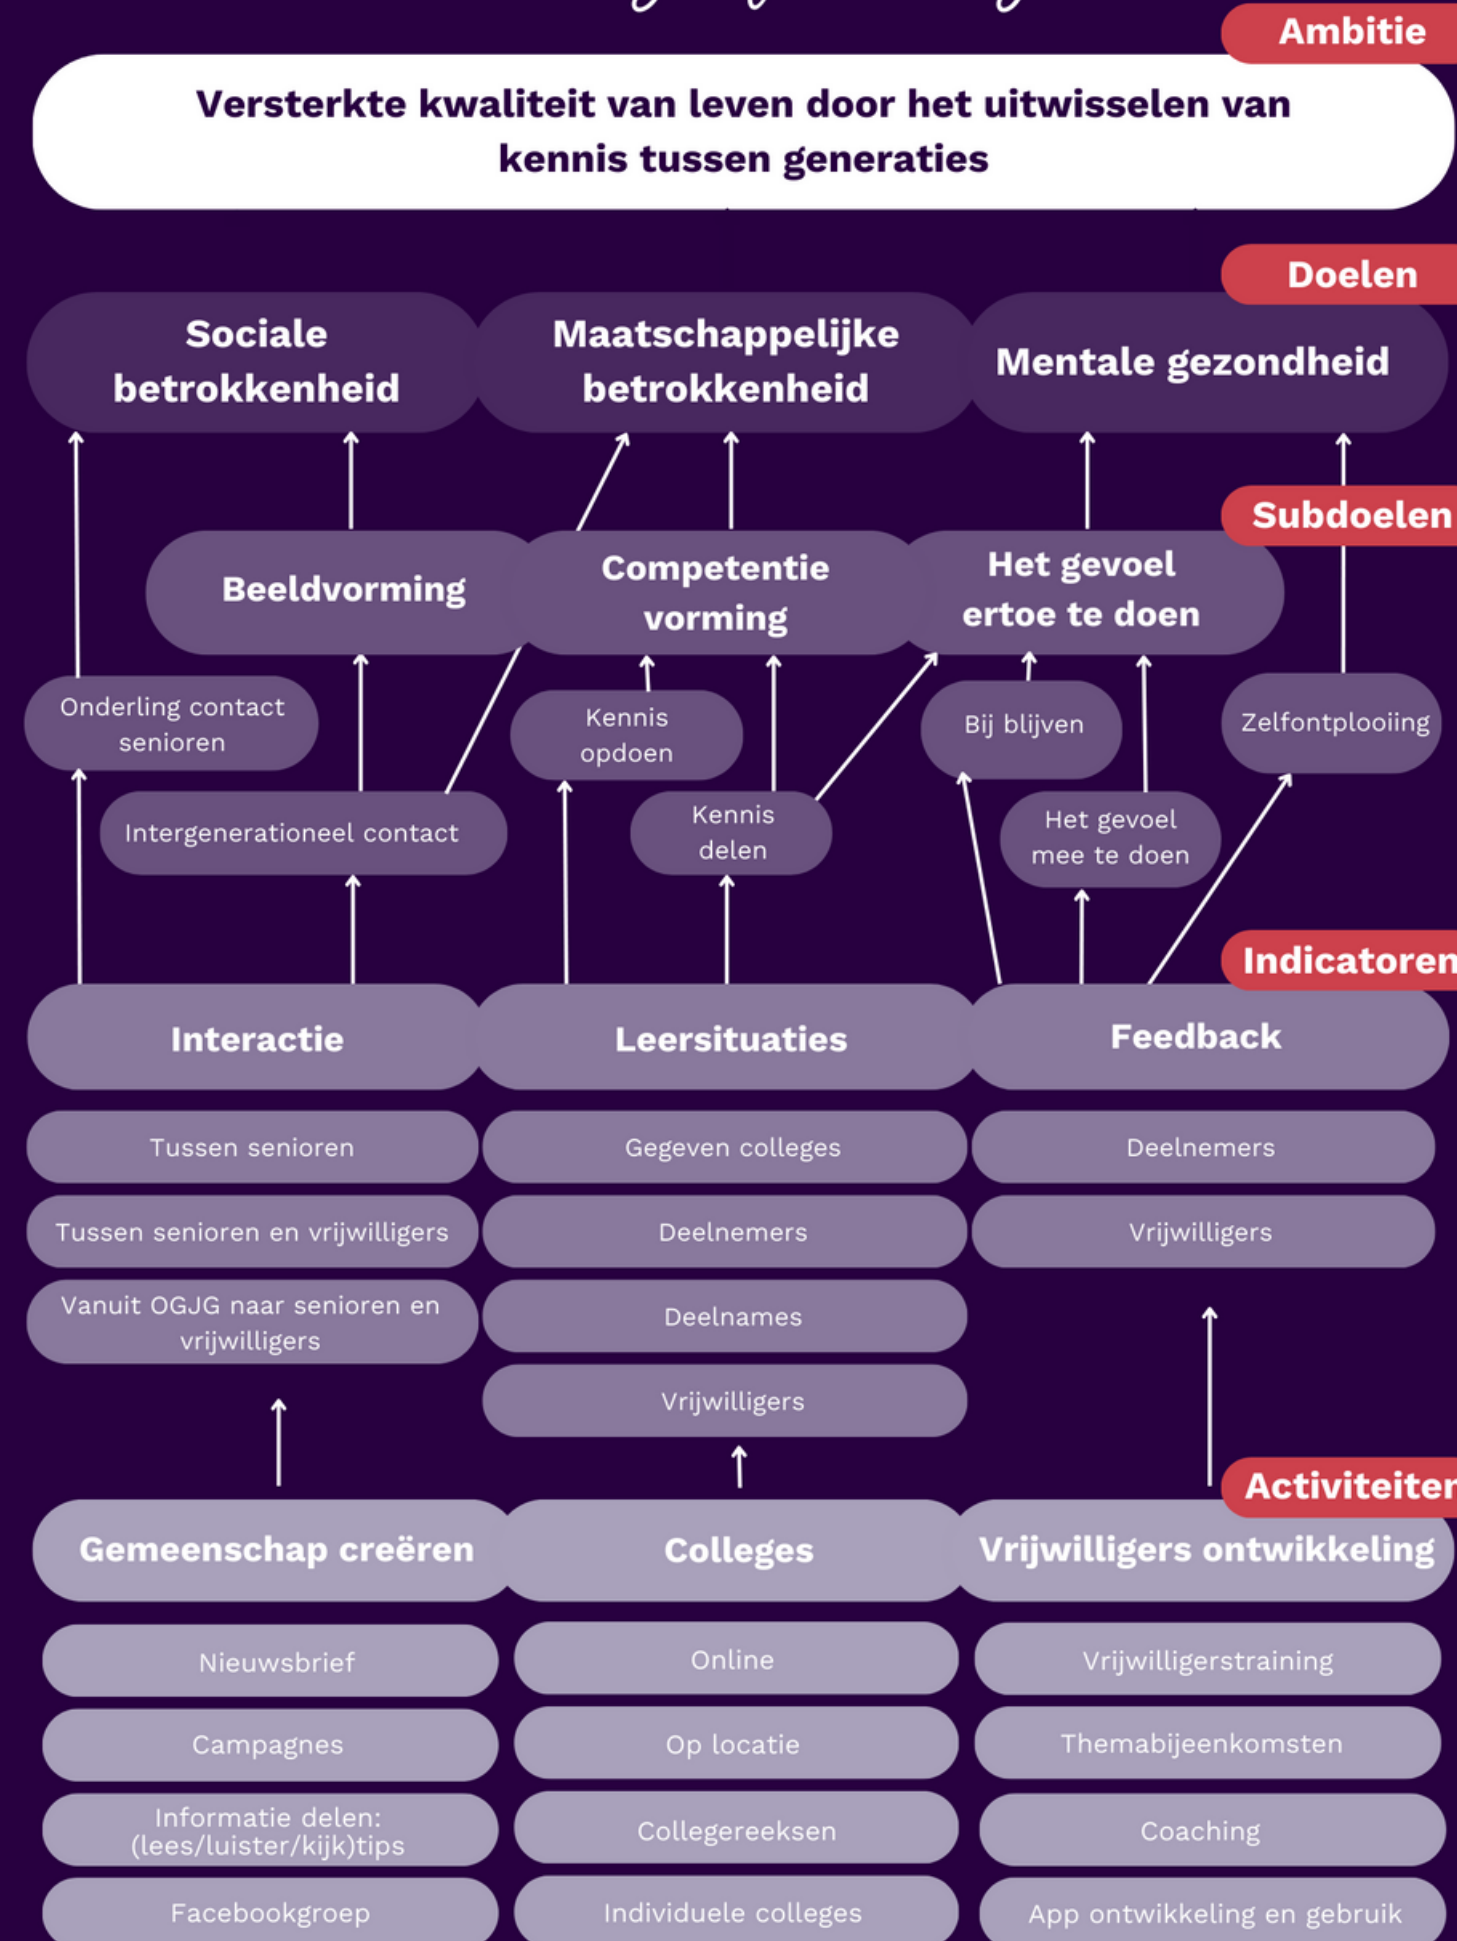 Ambitie
Versterkte kwaliteit van leven door het uitwisselen van
kennis tussen generaties
Doelen
Sociale
betrokkenheid
Maatschappelijke
betrokkenheid
Mentale gezondheid
Subdoelen
Beeldvorming
Competentie
vorming
Het gevoel
ertoe te doen
Onderling contact
senioren
Kennis
opdoen
Bij blijven
Zelfontplooiing
Intergenerationeel contact
Kennis
delen
Het gevoel
mee te doen
Indicatoren
Interactie
Leersituaties
Feedback
Tussen senioren
Gegeven colleges
Deelnemers
Tussen senioren en vrijwilligers
Deelnemers
Vrijwilligers
Vanuit OGJG naar senioren en
vrijwilligers
Deelnames
Vrijwilligers
Activiteiten
Gemeenschap creëren
Colleges
Vrijwilligers ontwikkeling
Nieuwsbrief
Online
Vrijwilligerstraining
Campagnes
Op locatie
Themabijeenkomsten
Informatie delen:
(lees/luister/kijk)tips
Collegereeksen
Coaching
Facebookgroep
Individuele colleges
App ontwikkeling en gebruik